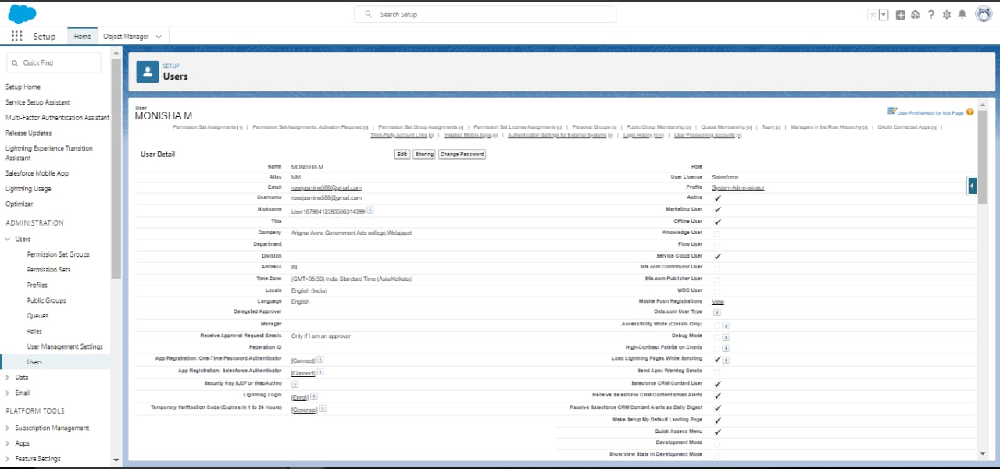 Search Setup
Setup
Home
Object Manager
Quick Find
Setup Home
Service Setup Assistant
Multi-Factor Authentication Assistant
Release Updates
Lightning Experience Transition
Assistant
Salesforce Mobile App
Lightning Usage
Optimizer
ADMINISTRATION
Users
Permission Set Groups
Permission Sets
Profiles
Public Groups
Queues
Roles
User Management Settings
Users
Data
Email
PLATFORM TOOLS
Subscription Management
Apps
Feature Settings
SETUP
Users
User
MONISHA M
User Profile Help for this Page
Permission Set Assignments [1] | Permission Set Assignments: Activation Required [0] | Permission Set Group Assignments [0] | Permission Set License Assignments [0] | Personal Groups [0] | Public Group Membership [0] | Queue Membership [0] | Team [0] | Managers in the Role Hierarchy [0] | OAuth Connected Apps [0] |
Third-Party Account Links [0] | Installed Mobile Apps [0] | Authentication Settings for External Systems [0] | Login History [10+] | User Provisioning Accounts [0]
User Detail
Edit Sharing Change Password
Name MONISHA M
Alias MM
Email rosejasmine588@gmail.com
Username rosejasmine588@gmail.com
Nickname User16796412593506314399 i
Title
Company Arignar Anna Government Arts college,Walajapet
Department
Division
Address IN
Time Zone (GMT+05:30) India Standard Time (Asia/Kolkata)
Locale English (India)
Language English
Delegated Approver
Manager
Receive Approval Request Emails Only if I am an approver
Federation ID
App Registration: One-Time Password Authenticator [Connect] i
App Registration: Salesforce Authenticator [Connect] i
Security Key (U2F or WebAuthn) i
Lightning Login [Enroll] i
Temporary Verification Code (Expires in 1 to 24 Hours) [Generate] i
Role
User License Salesforce
Profile System Administrator
Active
Marketing User
Offline User
Knowledge User
Flow User
Service Cloud User
Site.com Contributor User
Site.com Publisher User
WDC User
Mobile Push Registrations View
Data.com User Type i
Accessibility Mode (Classic Only) i
Debug Mode i
High-Contrast Palette on Charts i
Load Lightning Pages While Scrolling i
Send Apex Warning Emails
Salesforce CRM Content User
Receive Salesforce CRM Content Email Alerts
Receive Salesforce CRM Content Alerts as Daily Digest
Make Setup My Default Landing Page
Quick Access Menu
Development Mode
Show View State in Development Mode